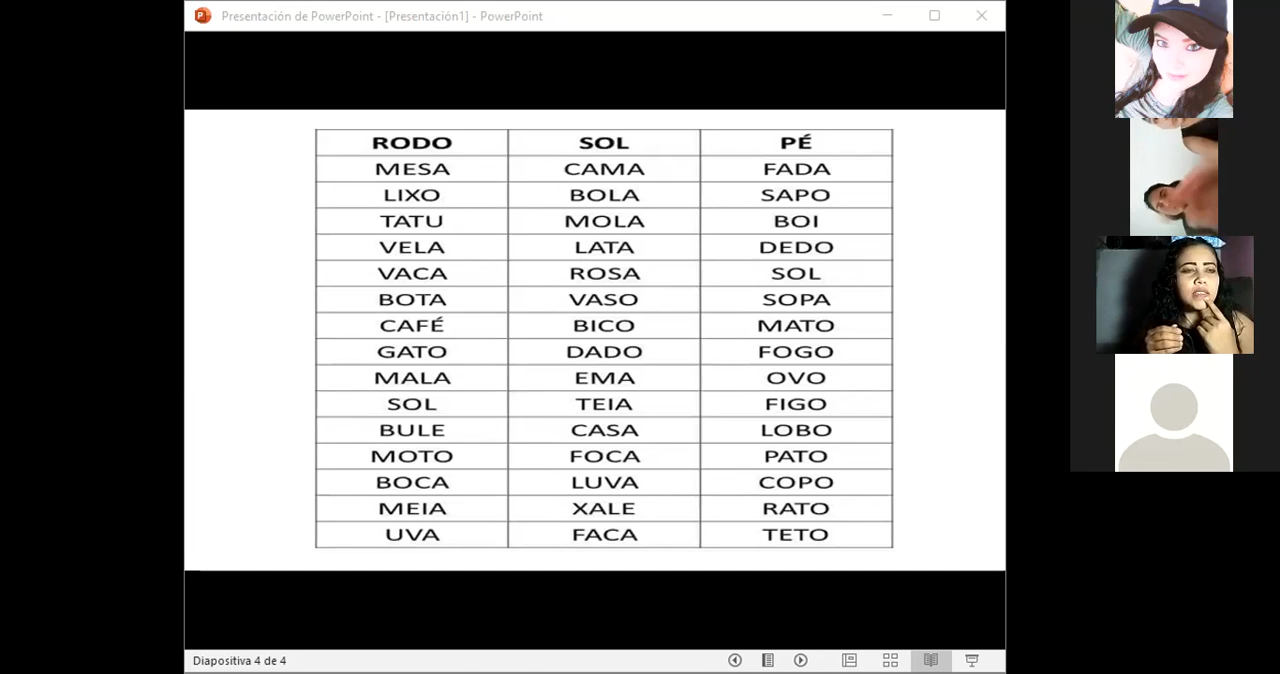 Presentación de PowerPoint - [Presentación1] - PowerPoint
RODO SOL PÉ
MESA CAMA FADA
LIXO BOLA SAPO
TATU MOLA BOI
VELA LATA DEDO
VACA ROSA SOL
BOTA VASO SOPA
CAFÉ BICO MATO
GATO DADO FOGO
MALA EMA OVO
SOL TEIA FIGO
BULE CASA LOBO
MOTO FOCA PATO
BOCA LUVA COPO
MEIA XALE RATO
UVA FACA TETO
Diapositiva 4 de 4